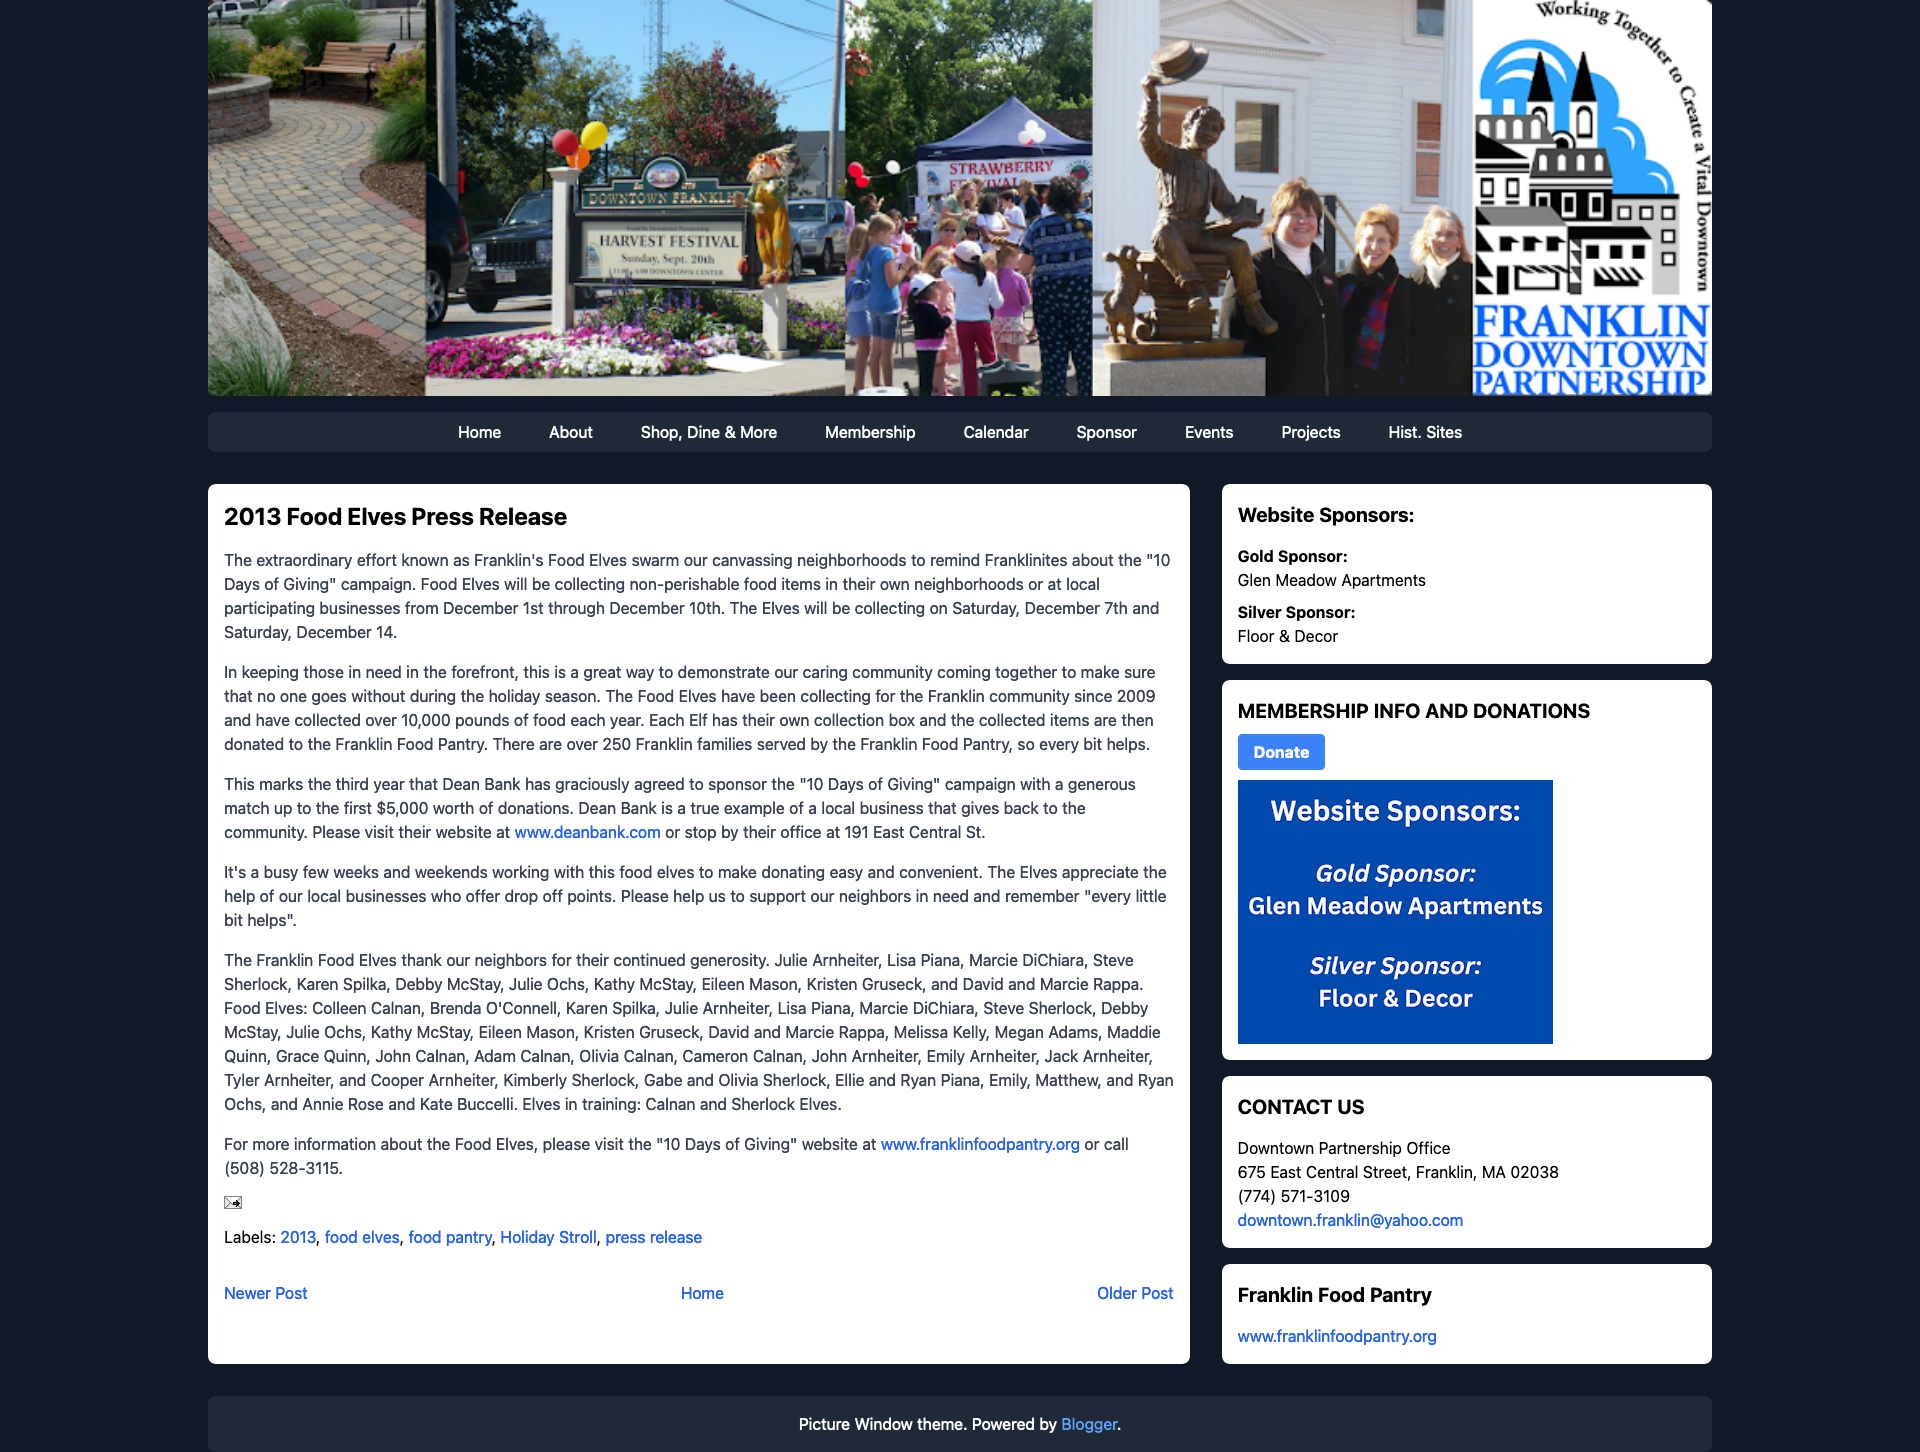 Working Together to Create a Vital Downtown
DOWNTOWN FRANKLIN
HARVEST FESTIVAL
Sunday, Sept. 20th
STRAWBERRY
FESTIVAL
FRANKLIN
DOWNTOWN
PARTNERSHIP
Home About Shop, Dine & More Membership Calendar Sponsor Events Projects Hist. Sites
2013 Food Elves Press Release
The extraordinary effort known as Franklin's Food Elves swarm our canvassing neighborhoods to remind Franklinites about the "10
Days of Giving" campaign. Food Elves will be collecting non-perishable food items in their own neighborhoods or at local
participating businesses from December 1st through December 10th. The Elves will be collecting on Saturday, December 7th and
Saturday, December 14.
In keeping those in need in the forefront, this is a great way to demonstrate our caring community coming together to make sure
that no one goes without during the holiday season. The Food Elves have been collecting for the Franklin community since 2009
and have collected over 10,000 pounds of food each year. Each Elf has their own collection box and the collected items are then
donated to the Franklin Food Pantry. There are over 250 Franklin families served by the Franklin Food Pantry, so every bit helps.
This marks the third year that Dean Bank has graciously agreed to sponsor the "10 Days of Giving" campaign with a generous
match up to the first $5,000 worth of donations. Dean Bank is a true example of a local business that gives back to the
community. Please visit their website at www.deanbank.com or stop by their office at 191 East Central St.
It's a busy few weeks and weekends working with this food elves to make donating easy and convenient. The Elves appreciate the
help of our local businesses who offer drop off points. Please help us to support our neighbors in need and remember "every little
bit helps".
The Franklin Food Elves thank our neighbors for their continued generosity. Julie Arnheiter, Lisa Piana, Marcie DiChiara, Steve
Sherlock, Karen Spilka, Debby McStay, Julie Ochs, Kathy McStay, Eileen Mason, Kristen Gruseck, and David and Marcie Rappa.
Food Elves: Colleen Calnan, Brenda O'Connell, Karen Spilka, Julie Arnheiter, Lisa Piana, Marcie DiChiara, Steve Sherlock, Debby
McStay, Julie Ochs, Kathy McStay, Eileen Mason, Kristen Gruseck, David and Marcie Rappa, Melissa Kelly, Megan Adams, Maddie
Quinn, Grace Quinn, John Calnan, Adam Calnan, Olivia Calnan, Cameron Calnan, John Arnheiter, Emily Arnheiter, Jack Arnheiter,
Tyler Arnheiter, and Cooper Arnheiter, Kimberly Sherlock, Gabe and Olivia Sherlock, Ellie and Ryan Piana, Emily, Matthew, and Ryan
Ochs, and Annie Rose and Kate Buccelli. Elves in training: Calnan and Sherlock Elves.
For more information about the Food Elves, please visit the "10 Days of Giving" website at www.franklinfoodpantry.org or call
(508) 528-3115.
Labels: 2013, food elves, food pantry, Holiday Stroll, press release
Newer Post Home Older Post
Website Sponsors:
Gold Sponsor:
Glen Meadow Apartments
Silver Sponsor:
Floor & Decor
MEMBERSHIP INFO AND DONATIONS
Donate
Website Sponsors:
Gold Sponsor:
Glen Meadow Apartments
Silver Sponsor:
Floor & Decor
CONTACT US
Downtown Partnership Office
675 East Central Street, Franklin, MA 02038
(774) 571-3109
downtown.franklin@yahoo.com
Franklin Food Pantry
www.franklinfoodpantry.org
Picture Window theme. Powered by Blogger.